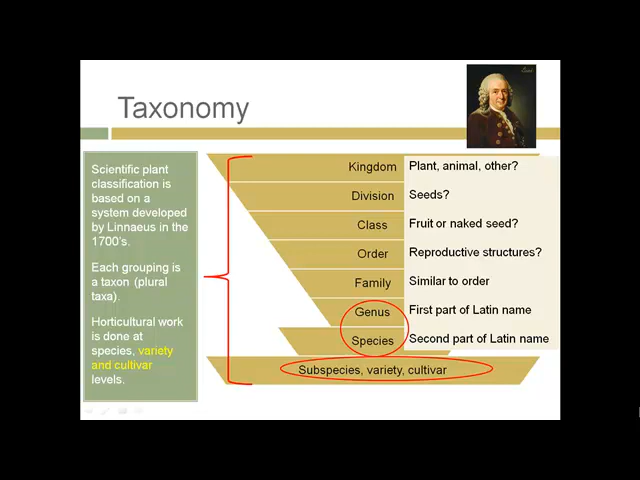 Taxonomy
Scientific plant
classification is
based on a
system developed
by Linnaeus in the
1700's.
Each grouping is
a taxon (plural
taxa).
Horticultural work
is done at
species, variety
and cultivar
levels.
Kingdom Plant, animal, other?
Division Seeds?
Class Fruit or naked seed?
Order Reproductive structures?
Family Similar to order
Genus First part of Latin name
Species Second part of Latin name
Subspecies, variety, cultivar